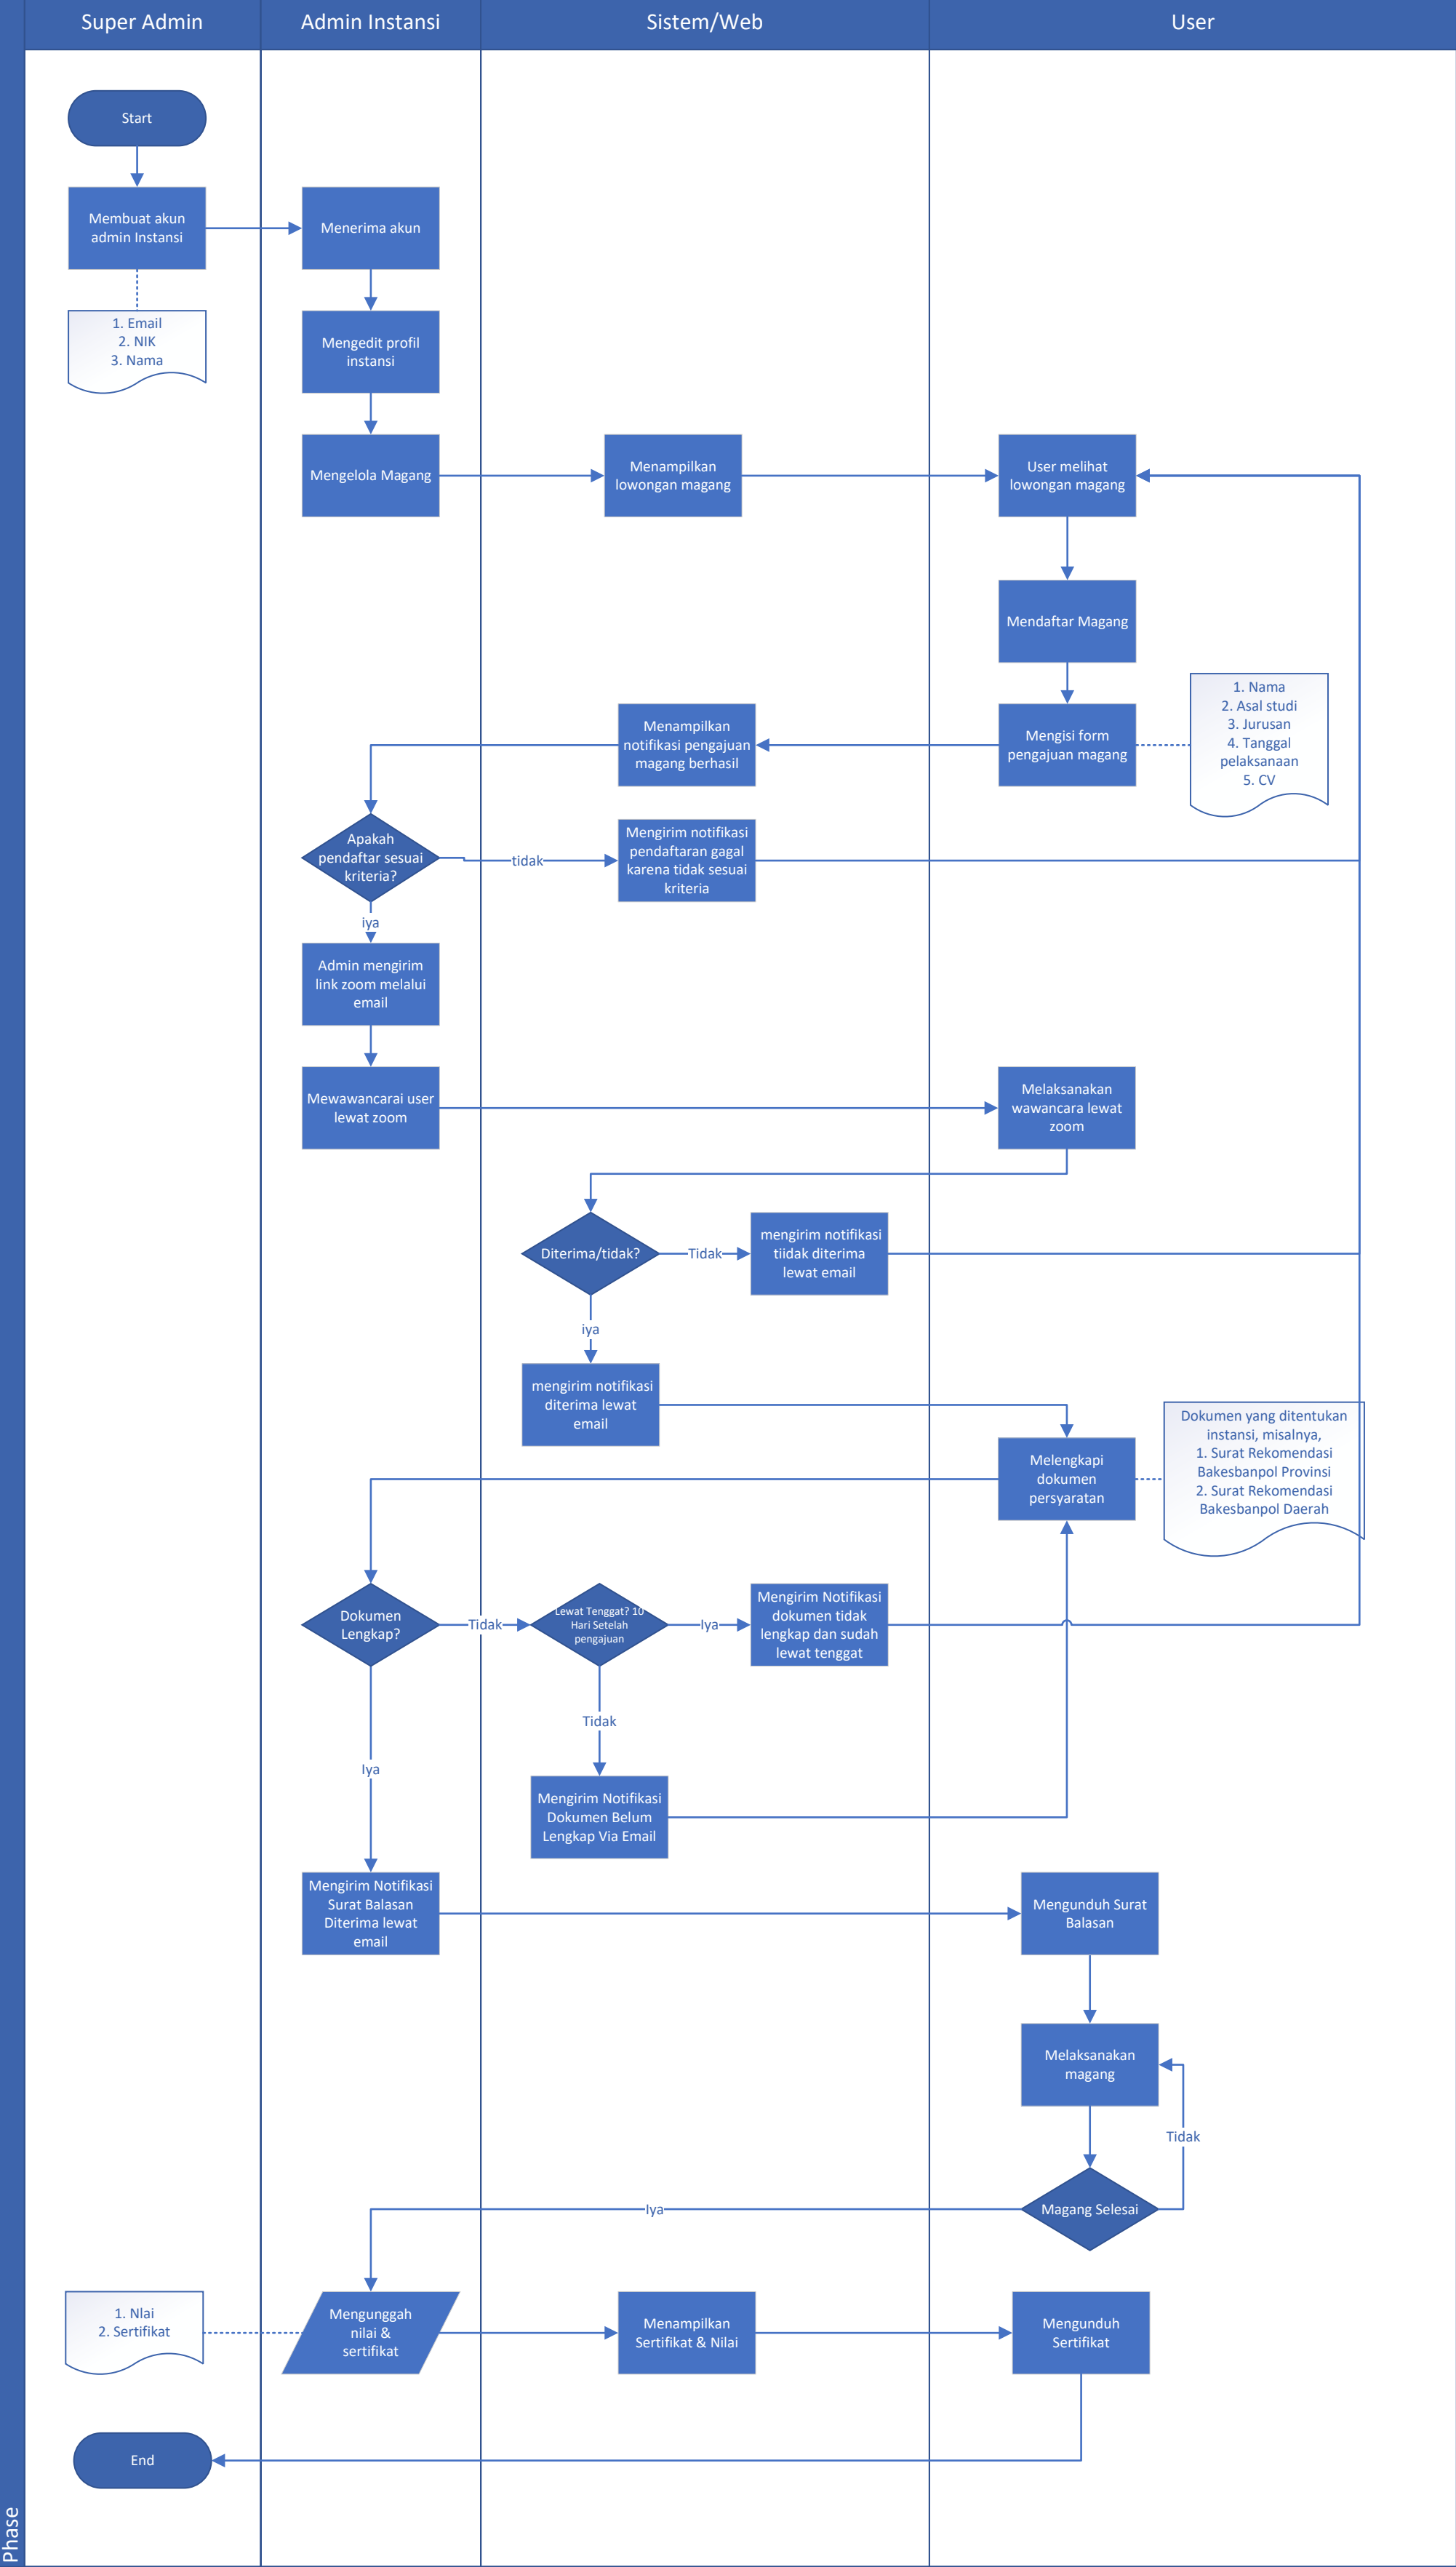 Super Admin
Admin Instansi
Sistem/Web
User
Start
Membuat akun
admin Instansi
Menerima akun
1. Email
2. NIK
3. Nama
Mengedit profil
instansi
Mengelola Magang
Menampilkan
lowongan magang
User melihat
lowongan magang
Mendaftar Magang
Mengisi form
pengajuan magang
1. Nama
2. Asal studi
3. Jurusan
4. Tanggal
pelaksanaan
5. CV
Menampilkan
notifikasi pengajuan
magang berhasil
Apakah
pendaftar sesuai
kriteria?
tidak
Mengirim notifikasi
pendaftaran gagal
karena tidak sesuai
kriteria
iya
Admin mengirim
link zoom melalui
email
Mewawancarai user
lewat zoom
Melaksanakan
wawancara lewat
zoom
Diterima/tidak?
Tidak
mengirim notifikasi
tiidak diterima
lewat email
iya
mengirim notifikasi
diterima lewat
email
Melengkapi
dokumen
persyaratan
Dokumen yang ditentukan
instansi, misalnya,
1. Surat Rekomendasi
Bakesbanpol Provinsi
2. Surat Rekomendasi
Bakesbanpol Daerah
Dokumen
Lengkap?
Tidak
Lewat Tenggat? 10
Hari Setelah
pengajuan
Iya
Mengirim Notifikasi
dokumen tidak
lengkap dan sudah
lewat tenggat
Tidak
Iya
Mengirim Notifikasi
Dokumen Belum
Lengkap Via Email
Mengirim Notifikasi
Surat Balasan
Diterima lewat
email
Mengunduh Surat
Balasan
Melaksanakan
magang
Tidak
Magang Selesai
Iya
1. NIai
2. Sertifikat
Mengunggah
nilai &
sertifikat
Menampilkan
Sertifikat & Nilai
Mengunduh
Sertifikat
End
Phase